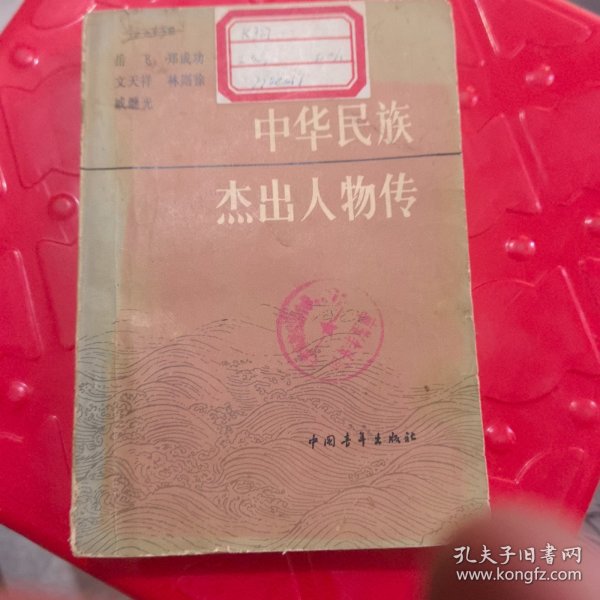 岳飞 郑成功
文天祥 林则徐
戚继光
K827
中华民族
杰出人物传
中国青年出版社
孔夫子旧书网
www.kongfz.com